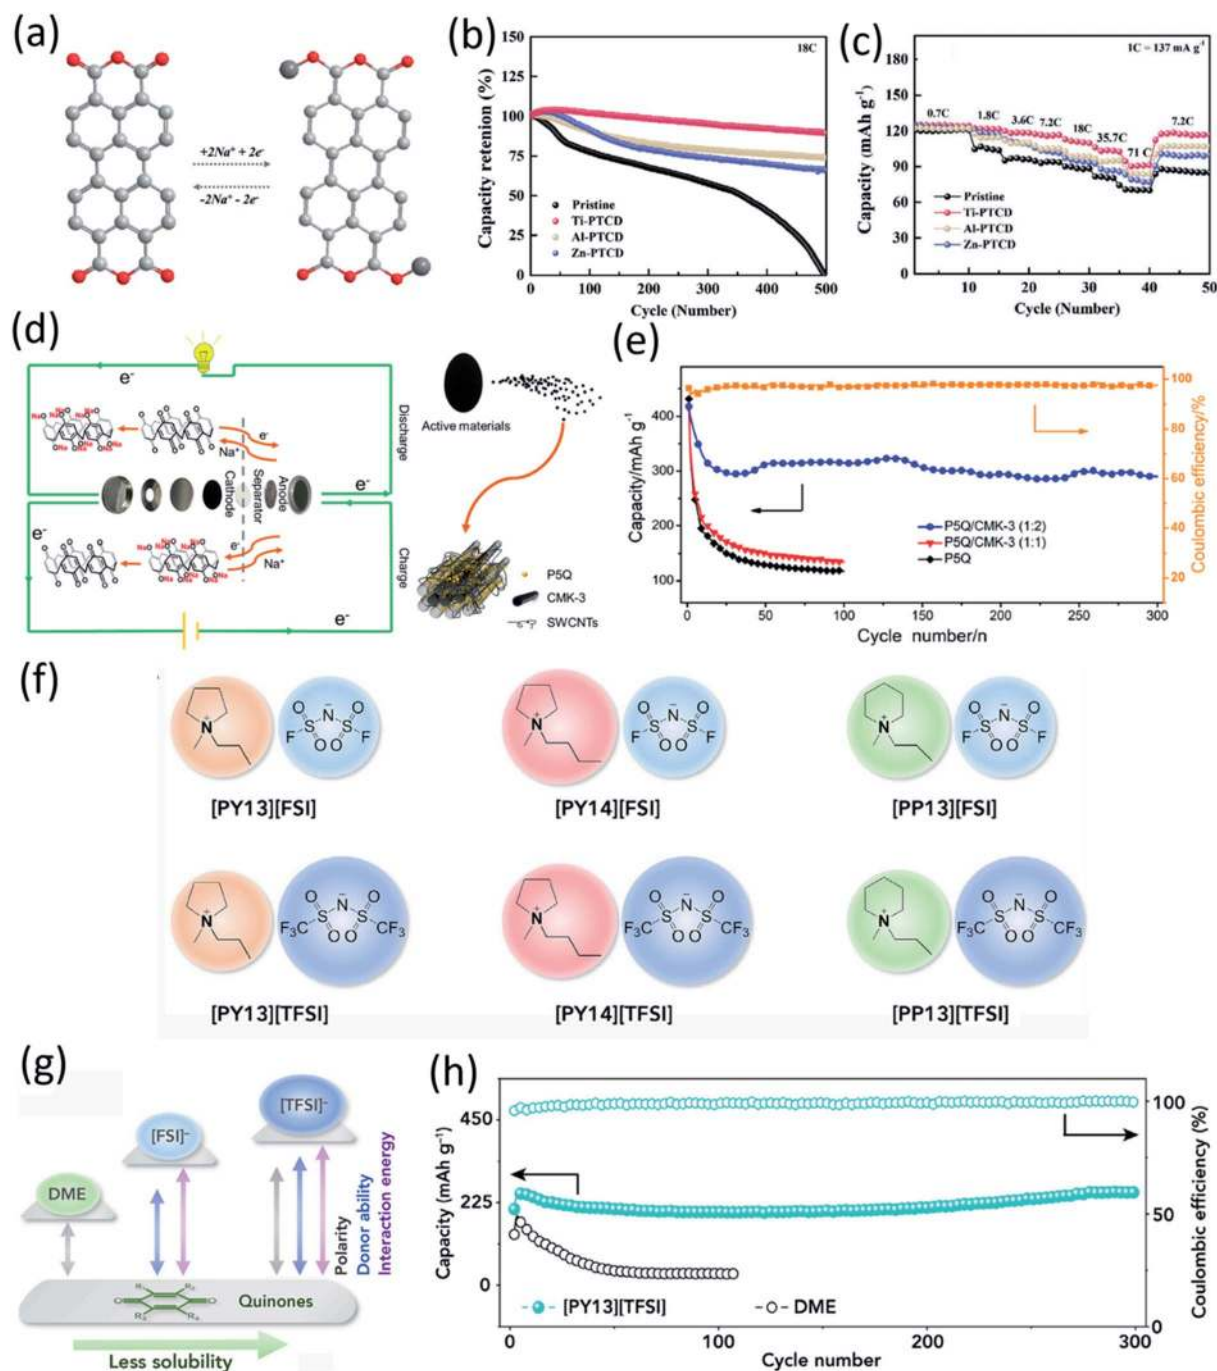 (a)
+2Na⁺ + 2e⁻
-2Na⁺ - 2e⁻
(b)
18C
Capacity retenion (%)
100
75
50
25
0
Pristine
Ti-PTCD
Al-PTCD
Zn-PTCD
0 100 200 300 400 500
Cycle (Number)
(c)
1C = 137 mA g⁻¹
Capacity (mAh g⁻¹)
180
150
120
90
60
30
0
0.7C 1.8C 3.6C 7.2C 18C 35.7C 71 C 7.2C
Pristine
Ti-PTCD
Al-PTCD
Zn-PTCD
10 20 30 40 50
Cycle (Number)
(d)
e⁻ e⁻
Discharge
e⁻
Na⁺
Cathode
Separator
Anode
e⁻
e⁻
Charge
e⁻
Na⁺
e⁻
Active materials
P5Q
CMK-3
SWCNTs
(e)
Capacity/mAh g⁻¹
400
300
200
100
Coulombic efficiency/%
100
80
60
40
20
P5Q/CMK-3 (1:2)
P5Q/CMK-3 (1:1)
P5Q
0 50 100 150 200 250 300
Cycle number/n
(f)
[PY13][FSI]
[PY14][FSI]
[PP13][FSI]
[PY13][TFSI]
[PY14][TFSI]
[PP13][TFSI]
(g)
[TFSI]⁻
[FSI]⁻
DME
Polarity
Donor ability
Interaction energy
Quinones
Less solubility
(h)
Capacity (mAh g⁻¹)
450
225
0
Coulombic efficiency (%)
100
50
0
[PY13][TFSI]
DME
0 100 200 300
Cycle number